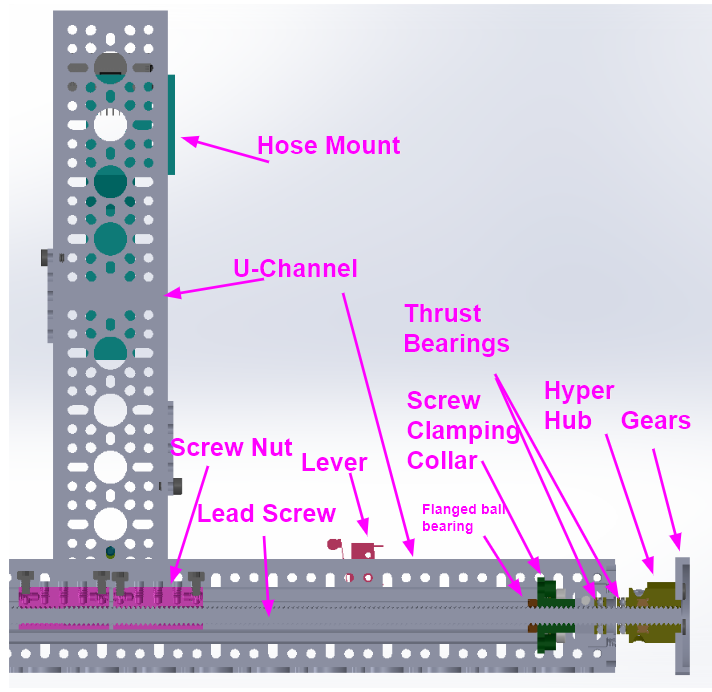 Hose Mount
U-Channel
Thrust
Bearings
Hyper
Hub
Gears
Screw
Clamping
Collar
Screw Nut
Lever
Lead Screw
Flanged ball
bearing